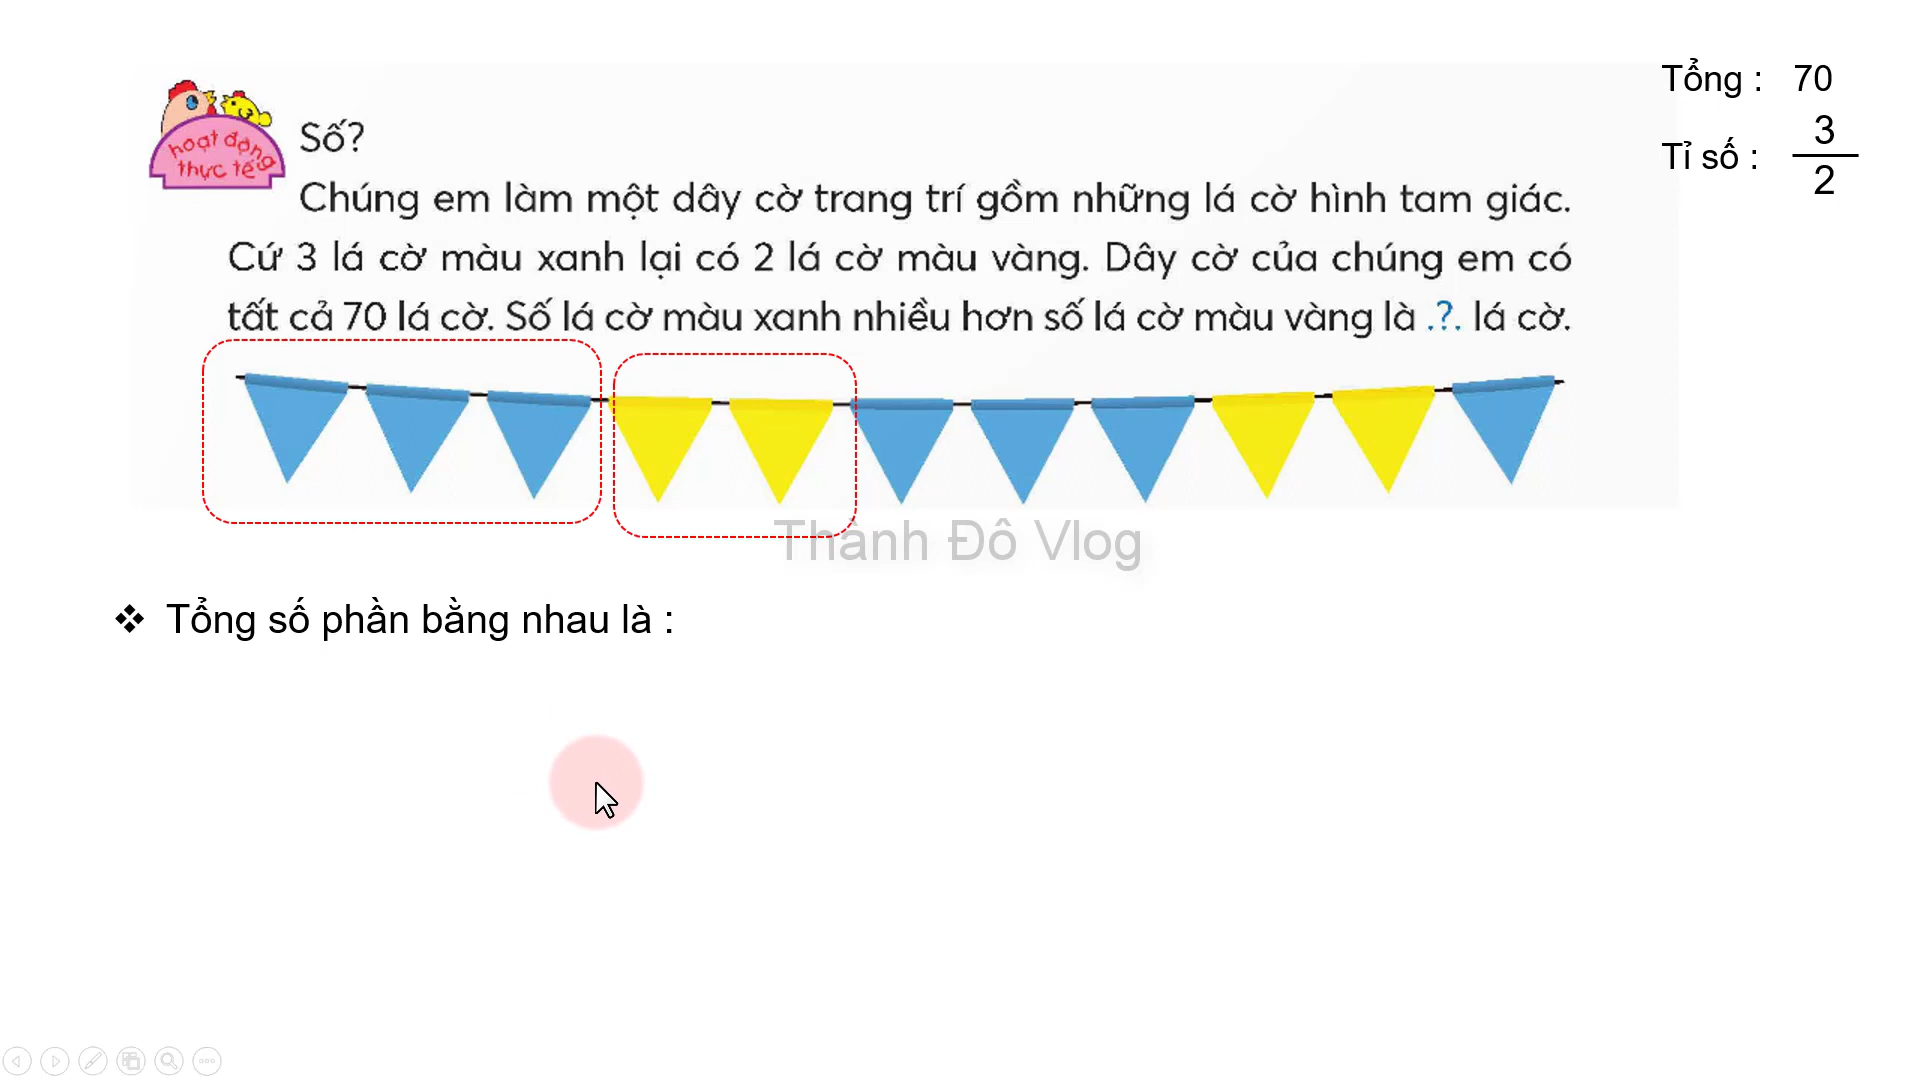 Tổng : 70
Tỉ số : 3
2
hoạt động
thực tế
Số?
Chúng em làm một dây cờ trang trí gồm những lá cờ hình tam giác.
Cứ 3 lá cờ màu xanh lại có 2 lá cờ màu vàng. Dây cờ của chúng em có
tất cả 70 lá cờ. Số lá cờ màu xanh nhiều hơn số lá cờ màu vàng là .?. lá cờ.
Thành Đô Vlog
❖ Tổng số phần bằng nhau là :